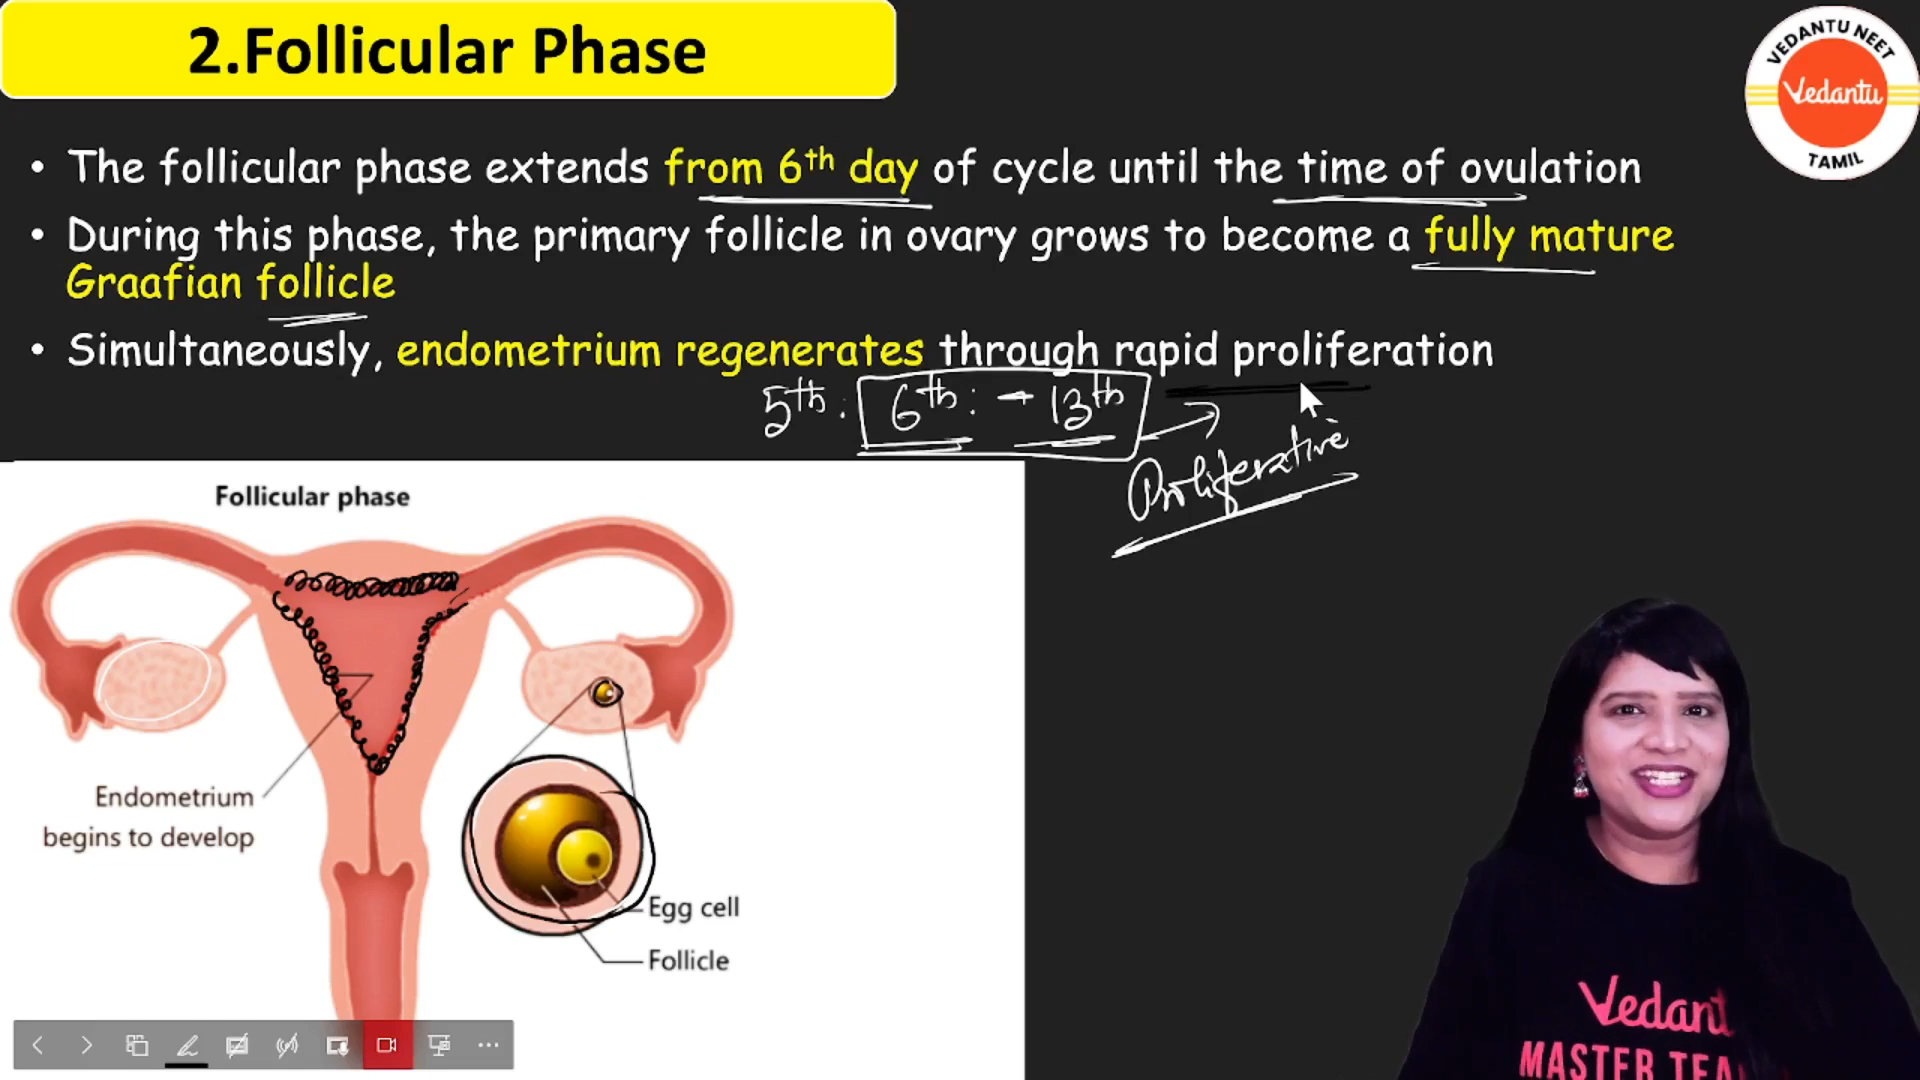 2.Follicular Phase
VEDANTU NEET
Vedantu
TAMIL
• The follicular phase extends from 6th day of cycle until the time of ovulation
• During this phase, the primary follicle in ovary grows to become a fully mature
Graafian follicle
• Simultaneously, endometrium regenerates through rapid proliferation
5th : 6th : - 13th
Proliferative
Follicular phase
Endometrium
begins to develop
Egg cell
Follicle
Vedant
MASTER TEA